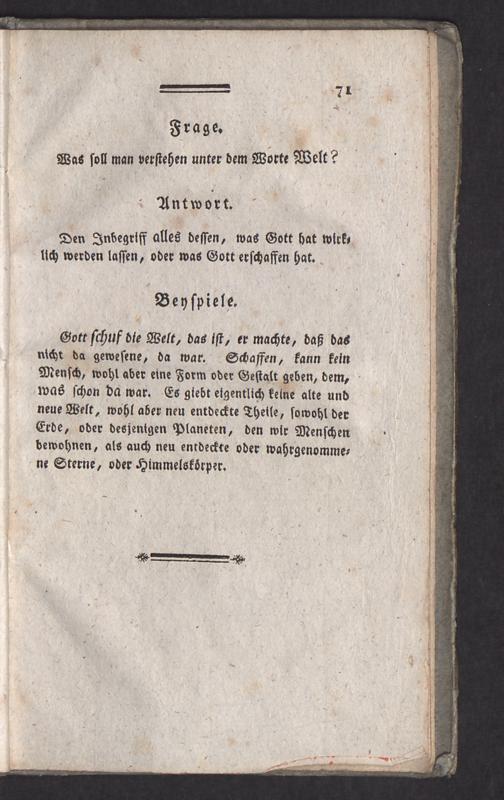 71
Frage.
Was soll man verstehen unter dem Worte Welt?
Antwort.
Den Inbegriff alles dessen, was Gott hat wirk-
lich werden lassen, oder was Gott erschaffen hat.
Beyspiele.
Gott schuf die Welt, das ist, er machte, daß das
nicht da gewesene, da war. Schaffen, kann kein
Mensch, wohl aber eine Form oder Gestalt geben, dem,
was schon da war. Es giebt eigentlich keine alte und
neue Welt, wohl aber neu entdeckte Theile, sowohl der
Erde, oder desjenigen Planeten, den wir Menschen
bewohnen, als auch neu entdeckte oder wahrgenomme-
ne Sterne, oder Himmelskörper.